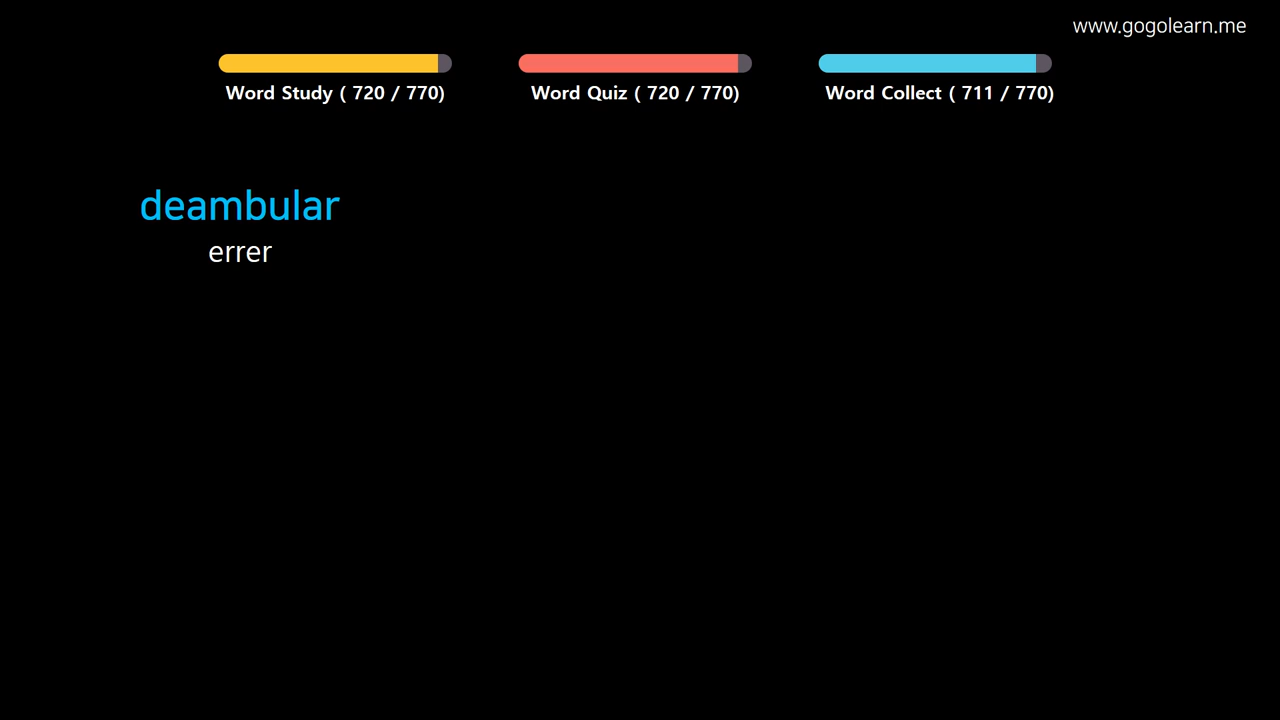 www.gogolearn.me
Word Study ( 720 / 770)
Word Quiz ( 720 / 770)
Word Collect ( 711 / 770)
deambular
errer